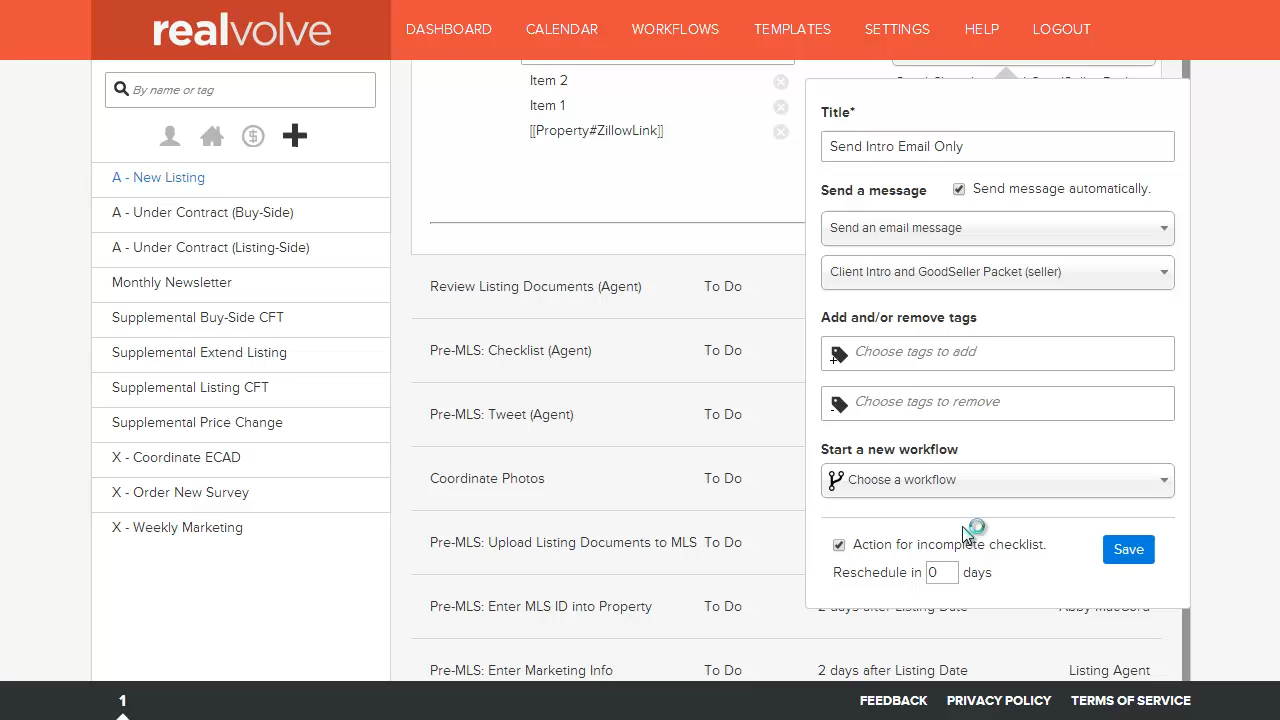 realvolve
DASHBOARD CALENDAR WORKFLOWS TEMPLATES SETTINGS HELP LOGOUT
By name or tag
A - New Listing
A - Under Contract (Buy-Side)
A - Under Contract (Listing-Side)
Monthly Newsletter
Supplemental Buy-Side CFT
Supplemental Extend Listing
Supplemental Listing CFT
Supplemental Price Change
X - Coordinate ECAD
X - Order New Survey
X - Weekly Marketing
Item 2
Item 1
[[Property#ZillowLink]]
Review Listing Documents (Agent) To Do
Pre-MLS: Checklist (Agent) To Do
Pre-MLS: Tweet (Agent) To Do
Coordinate Photos To Do
Pre-MLS: Upload Listing Documents to MLS To Do
Pre-MLS: Enter MLS ID into Property To Do 2 days after Listing Date
Pre-MLS: Enter Marketing Info To Do 2 days after Listing Date Listing Agent
Title*
Send Intro Email Only
Send a message Send message automatically.
Send an email message
Client Intro and GoodSeller Packet (seller)
Add and/or remove tags
Choose tags to add
Choose tags to remove
Start a new workflow
Choose a workflow
Action for incomplete checklist.
Save
Reschedule in 0 days
1
FEEDBACK PRIVACY POLICY TERMS OF SERVICE